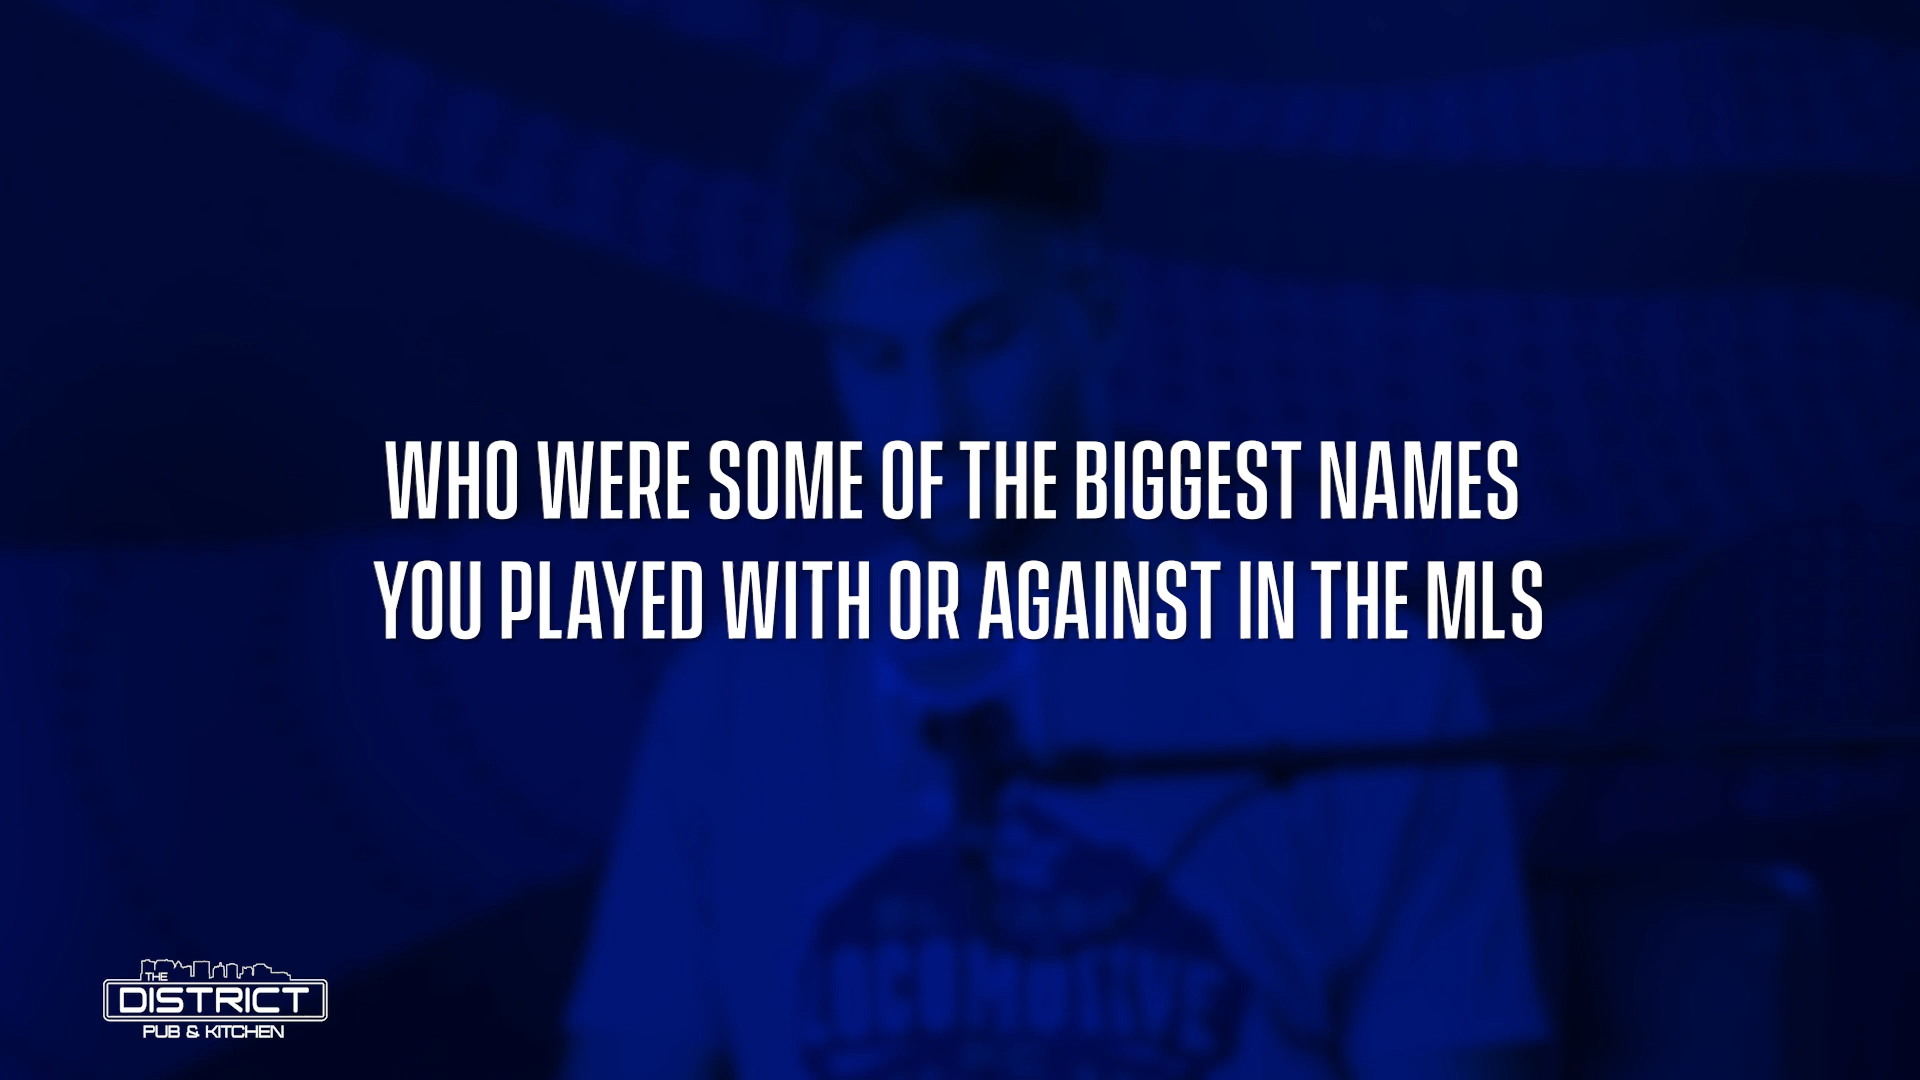 WHO WERE SOME OF THE BIGGEST NAMES
YOU PLAYED WITH OR AGAINST IN THE MLS
LOCOMOTIVE
THE
DISTRICT
PUB & KITCHEN